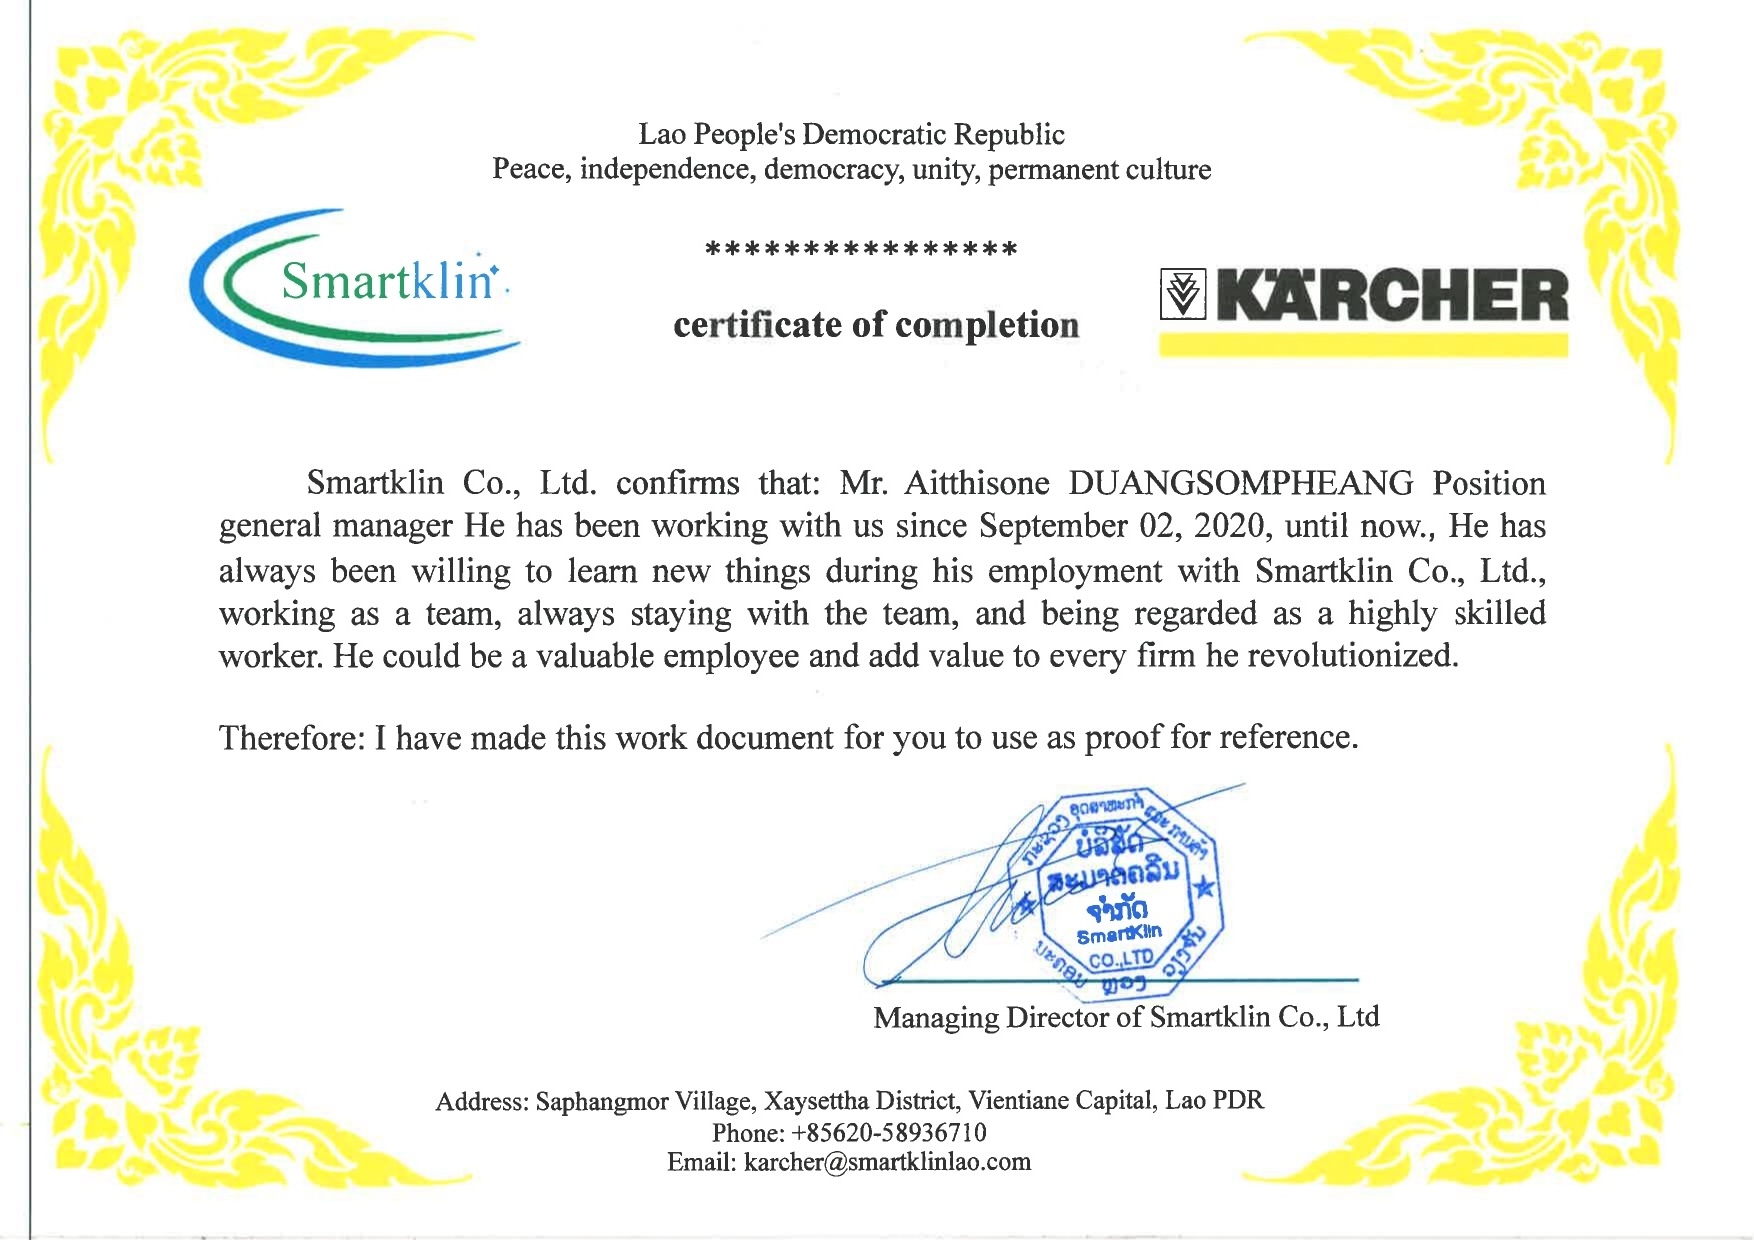 Lao People's Democratic Republic
Peace, independence, democracy, unity, permanent culture
****************
Smartklin
KÄRCHER
certificate of completion
Smartklin Co., Ltd. confirms that: Mr. Aitthisone DUANGSOMPHEANG Position
general manager He has been working with us since September 02, 2020, until now., He has
always been willing to learn new things during his employment with Smartklin Co., Ltd.,
working as a team, always staying with the team, and being regarded as a highly skilled
worker. He could be a valuable employee and add value to every firm he revolutionized.
Therefore: I have made this work document for you to use as proof for reference.
ບໍລິສັດ
ສະມາດຄລີນ
ຈຳກັດ
SmartKlin
CO.,LTD
Managing Director of Smartklin Co., Ltd
Address: Saphangmor Village, Xaysettha District, Vientiane Capital, Lao PDR
Phone: +85620-58936710
Email: karcher@smartklinlao.com